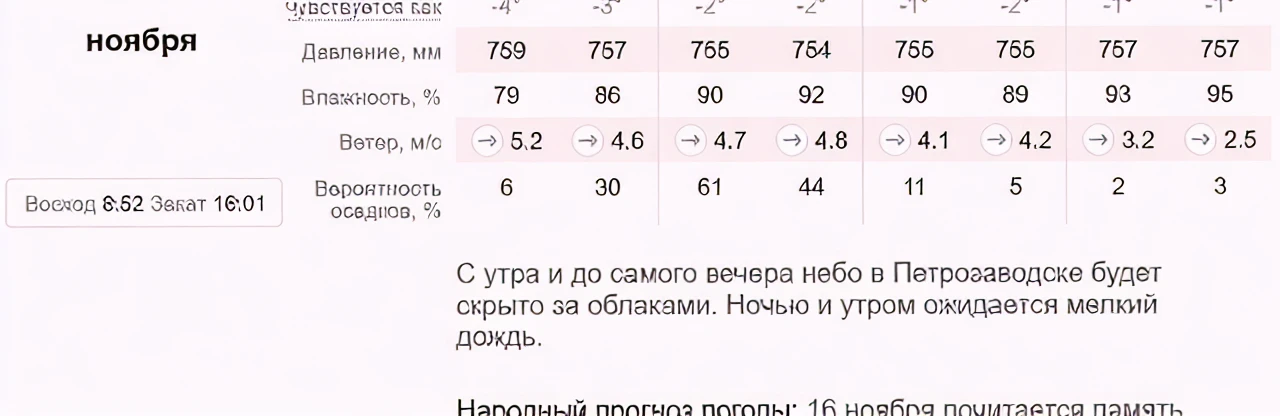 Чувствуется как -4° -3° -2° -2° -1° -2° -1° -1°
ноября
Давление, мм 759 757 755 754 755 755 757 757
Влажность, % 79 86 90 92 90 89 93 95
Ветер, м/с → 5.2 → 4.6 → 4.7 → 4.8 → 4.1 → 4.2 → 3.2 → 2.5
Вероятность 6 30 61 44 11 5 2 3
осадков, %
Восход 8:52 Закат 16:01
С утра и до самого вечера небо в Петрозаводске будет
скрыто за облаками. Ночью и утром ожидается мелкий
дождь.
Народный прогноз погоды: 16 ноября почитается память